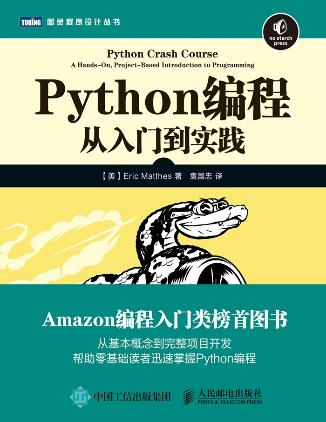 TURING 图灵程序设计丛书
no starch
press
Python Crash Course
A Hands-On, Project-Based Introduction to Programming
Python编程
从入门到实践
【美】Eric Matthes 著 袁国忠 译
Amazon编程入门类榜首图书
从基本概念到完整项目开发
帮助零基础读者迅速掌握Python编程
中国工信出版集团
人民邮电出版社
POSTS & TELECOM PRESS